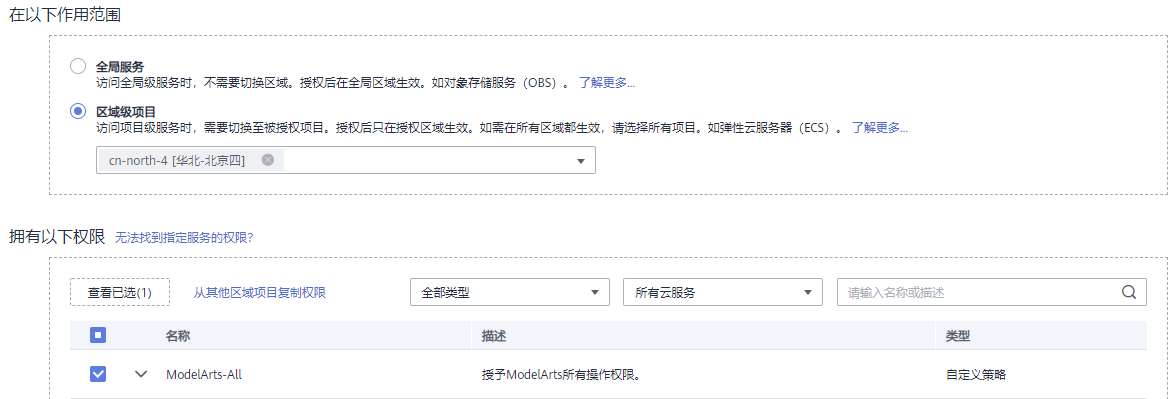 在以下作用范围
全局服务
访问全局级服务时，不需要切换区域。授权后在全局区域生效。如对象存储服务（OBS）。 了解更多...
区域级项目
访问项目级服务时，需要切换至被授权项目。授权后只在授权区域生效。如需在所有区域都生效，请选择所有项目。如弹性云服务器（ECS）。 了解更多...
cn-north-4 [华北-北京四]
拥有以下权限 无法找到指定服务的权限?
查看已选(1) 从其他区域项目复制权限 全部类型 所有云服务 请输入名称或描述
名称 描述 类型
ModelArts-All 授予ModelArts所有操作权限。 自定义策略